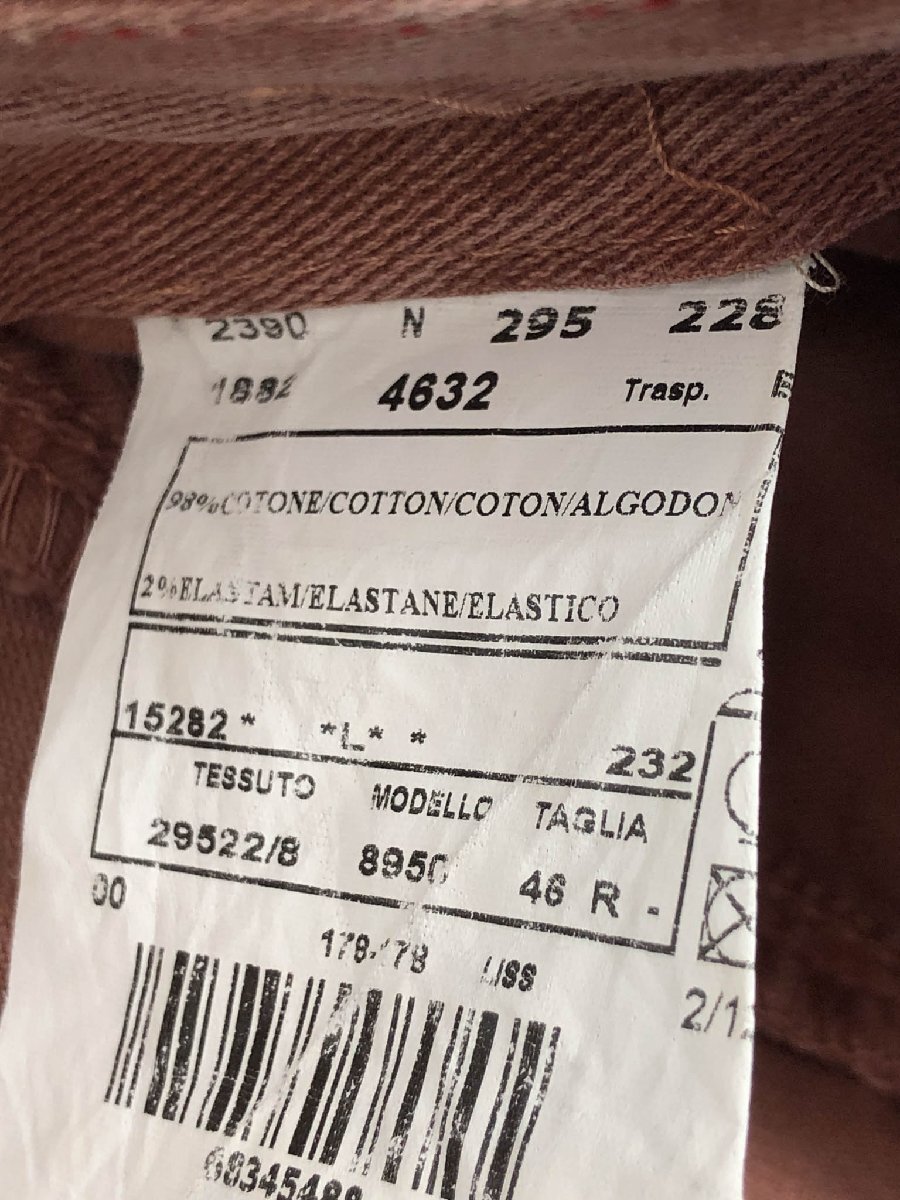 2390 N 295 228
1882 4632 Trasp.
98%COTONE/COTTON/COTON/ALGODON
2%ELASTAM/ELASTANE/ELASTICO
15282 * *L* * 232
TESSUTO MODELLO TAGLIA
29522/8 8950 46 R -
00
178-178 LISS